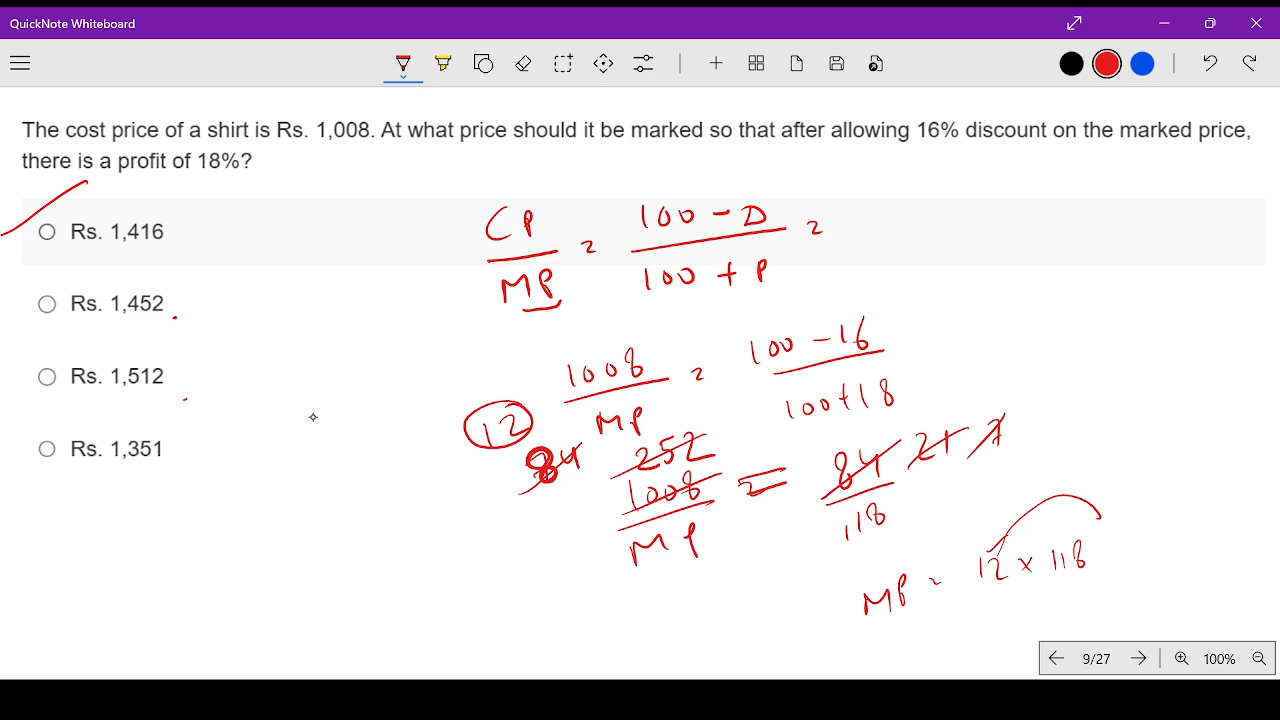 QuickNote Whiteboard
The cost price of a shirt is Rs. 1,008. At what price should it be marked so that after allowing 16% discount on the marked price,
there is a profit of 18%?
Rs. 1,416
Rs. 1,452
Rs. 1,512
Rs. 1,351
CP
MP
=
100 - D
100 + P
=
1008
MP
=
100 - 16
100+18
12
84
252
1008
MP
=
84 21 7
118
MP = 12 x 118
9/27
100%